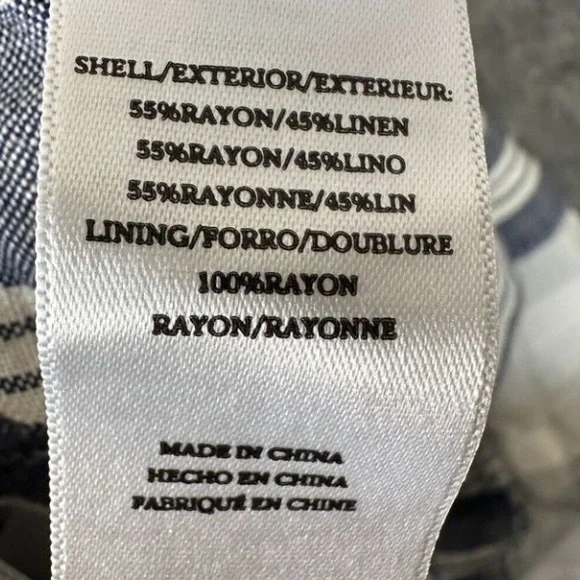 SHELL/EXTERIOR/EXTERIEUR:
55%RAYON/45%LINEN
55%RAYON/45%LINO
55%RAYONNE/45%LIN
LINING/FORRO/DOUBLURE
100%RAYON
RAYON/RAYONNE
MADE IN CHINA
HECHO EN CHINA
FABRIQUÉ EN CHINE